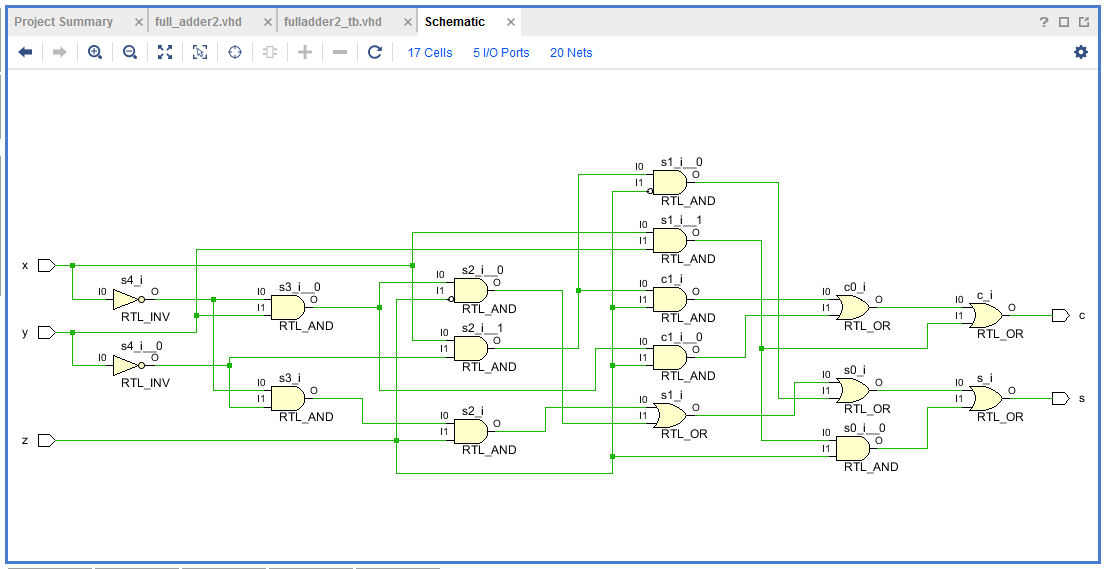 Project Summary × full_adder2.vhd × fulladder2_tb.vhd × Schematic × ?
17 Cells 5 I/O Ports 20 Nets
s1_i__0
I0
I1 O
RTL_AND
s1_i__1
I0
I1 O
RTL_AND
x
s4_i
I0 O
RTL_INV
s3_i__0
I0
I1 O
RTL_AND
s2_i__0
I0
I1 O
RTL_AND
c1_i
I0
I1 O
RTL_AND
c0_i
I0
I1 O
RTL_OR
c_i
I0
I1 O
RTL_OR
c
y
s4_i__0
I0 O
RTL_INV
s2_i__1
I0
I1 O
RTL_AND
c1_i__0
I0
I1 O
RTL_AND
s3_i
I0
I1 O
RTL_AND
s2_i
I0
I1 O
RTL_AND
s1_i
I0
I1 O
RTL_OR
s0_i
I0
I1 O
RTL_OR
s_i
I0
I1 O
RTL_OR
s
z
s0_i__0
I0
I1 O
RTL_AND